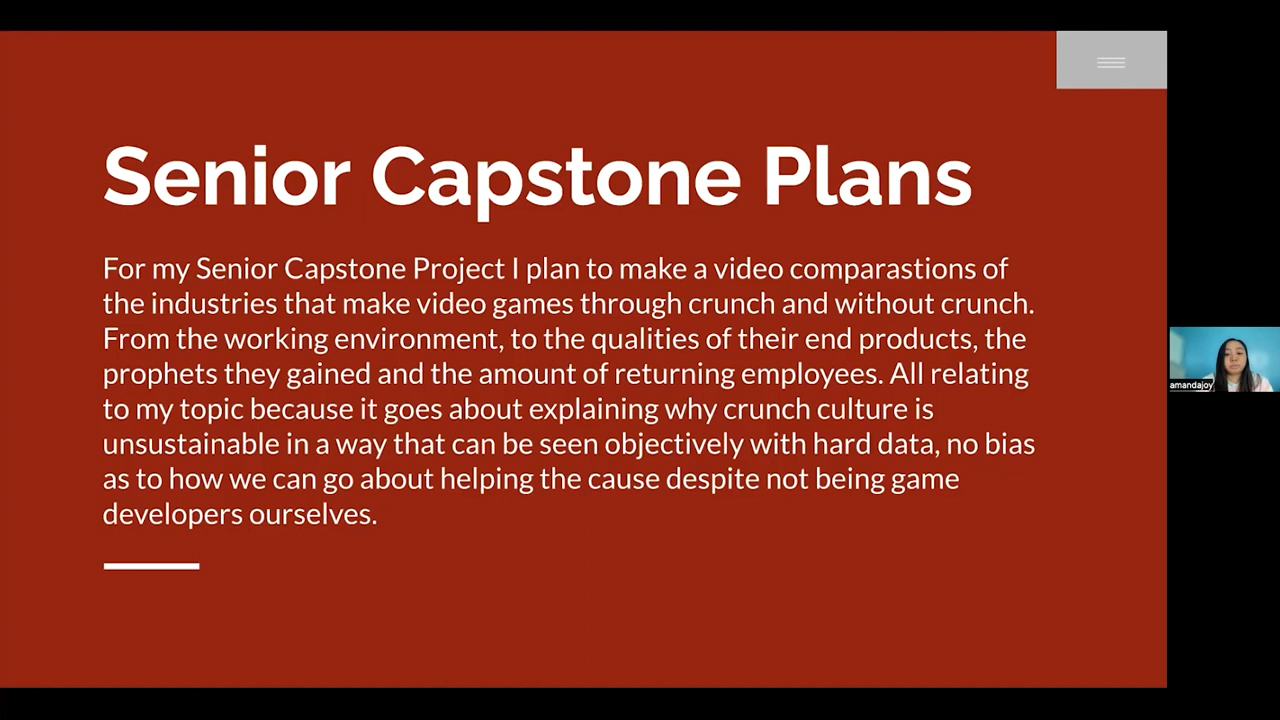 Senior Capstone Plans
For my Senior Capstone Project I plan to make a video comparastions of
the industries that make video games through crunch and without crunch.
From the working environment, to the qualities of their end products, the
prophets they gained and the amount of returning employees. All relating
to my topic because it goes about explaining why crunch culture is
unsustainable in a way that can be seen objectively with hard data, no bias
as to how we can go about helping the cause despite not being game
developers ourselves.
amandajoy